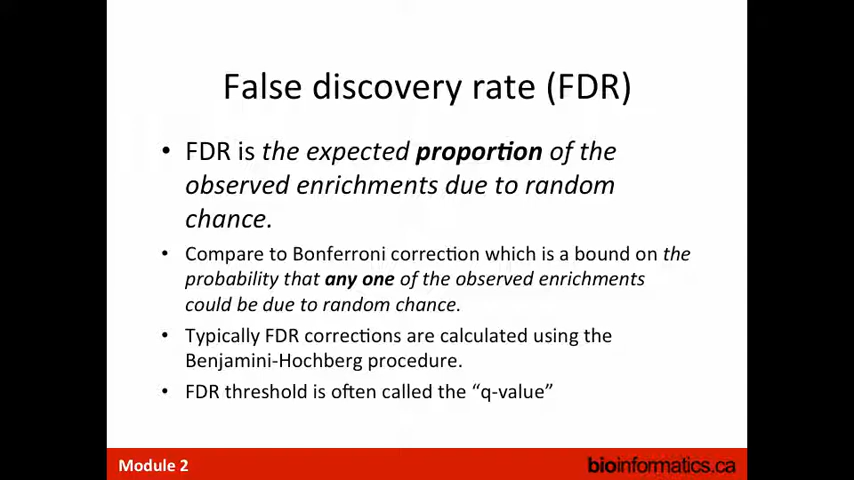 False discovery rate (FDR)
• FDR is the expected proportion of the
observed enrichments due to random
chance.
• Compare to Bonferroni correction which is a bound on the
probability that any one of the observed enrichments
could be due to random chance.
• Typically FDR corrections are calculated using the
Benjamini-Hochberg procedure.
• FDR threshold is often called the “q-value”
Module 2
bioinformatics.ca